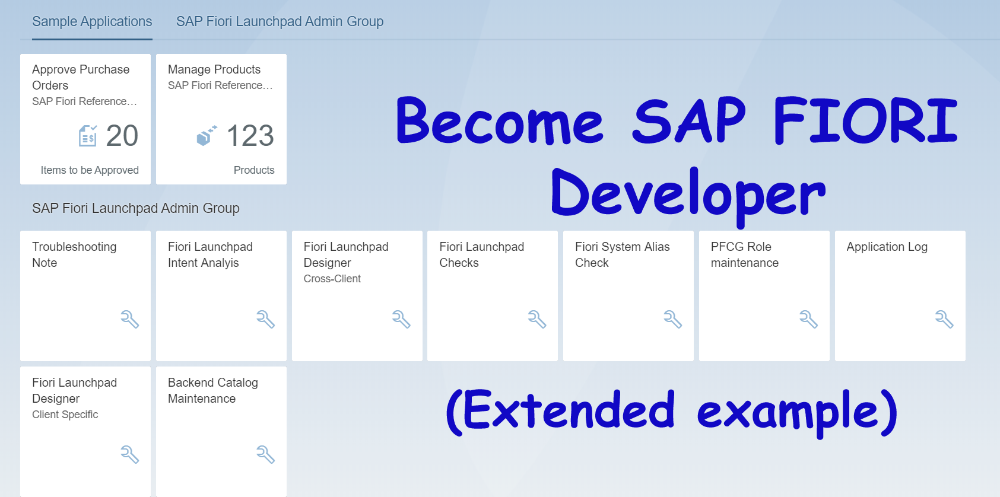 Sample Applications
SAP Fiori Launchpad Admin Group
Approve Purchase
Orders
SAP Fiori Reference…
20
Items to be Approved
Manage Products
SAP Fiori Reference…
123
Products
Become SAP FIORI
Developer
SAP Fiori Launchpad Admin Group
Troubleshooting
Note
Fiori Launchpad
Intent Analyis
Fiori Launchpad
Designer
Cross-Client
Fiori Launchpad
Checks
Fiori System Alias
Check
PFCG Role
maintenance
Application Log
Fiori Launchpad
Designer
Client Specific
Backend Catalog
Maintenance
(Extended example)